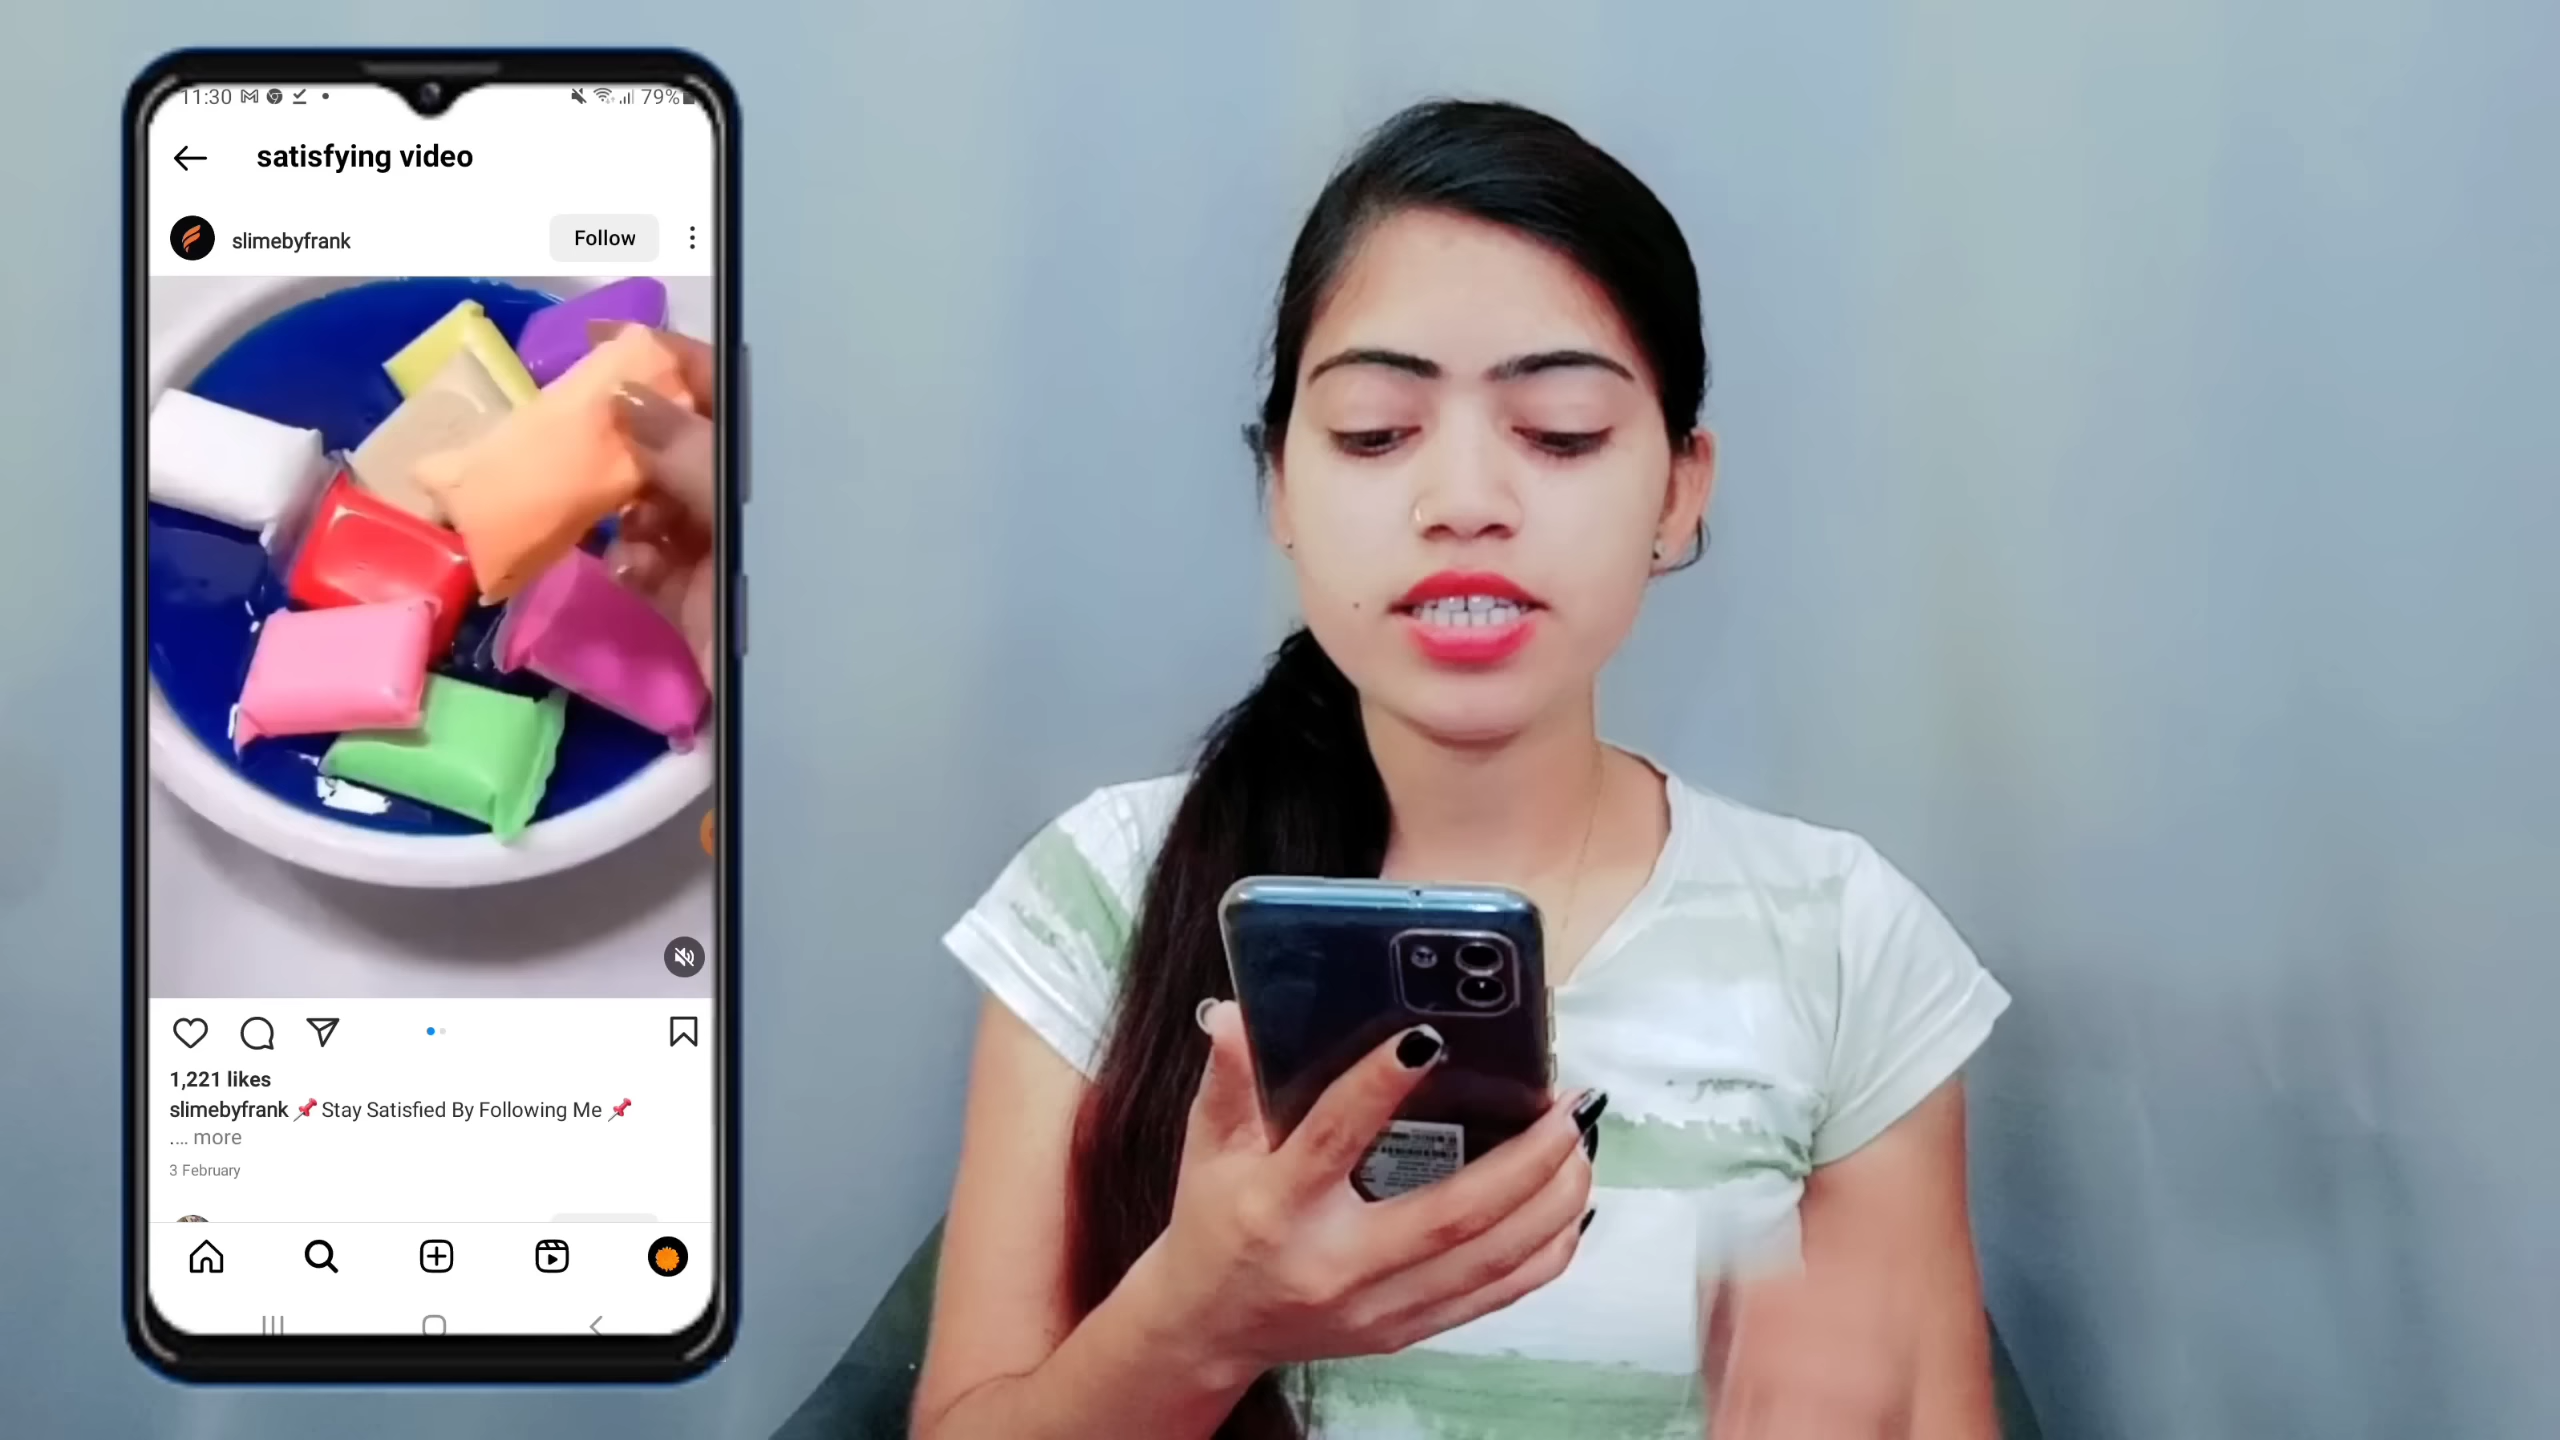 11:30
79%
satisfying video
slimebyfrank
Follow
1,221 likes
slimebyfrank 📌 Stay Satisfied By Following Me 📌
.... more
3 February